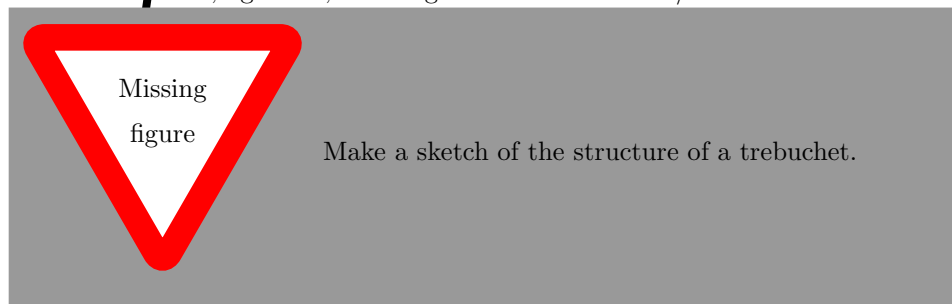 Missing
figure
Make a sketch of the structure of a trebuchet.